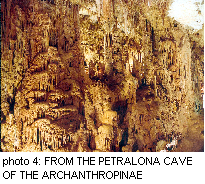 photo 4: FROM THE PETRALONA CAVE
OF THE ARCHANTHROPINAE